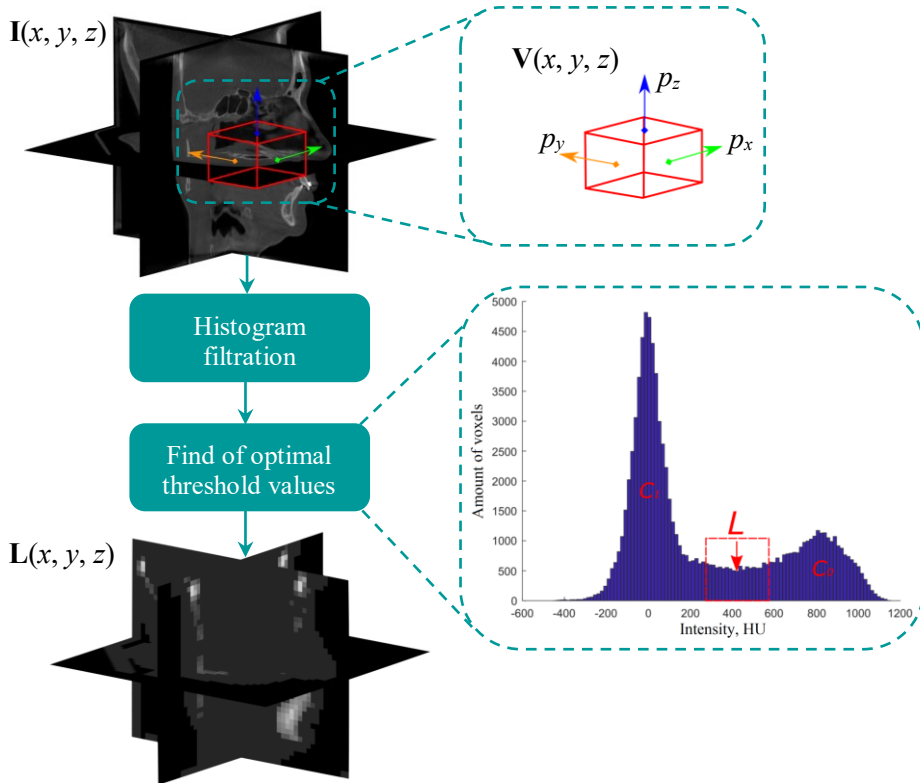 I(x, y, z)
V(x, y, z)
p_z
p_y
p_x
Histogram
filtration
Find of optimal
threshold values
L(x, y, z)
Amount of voxels
5000
4500
4000
3500
3000
2500
2000
1500
1000
500
0
C_1
L
C_0
-600 -400 -200 0 200 400 600 800 1000 1200
Intensity, HU